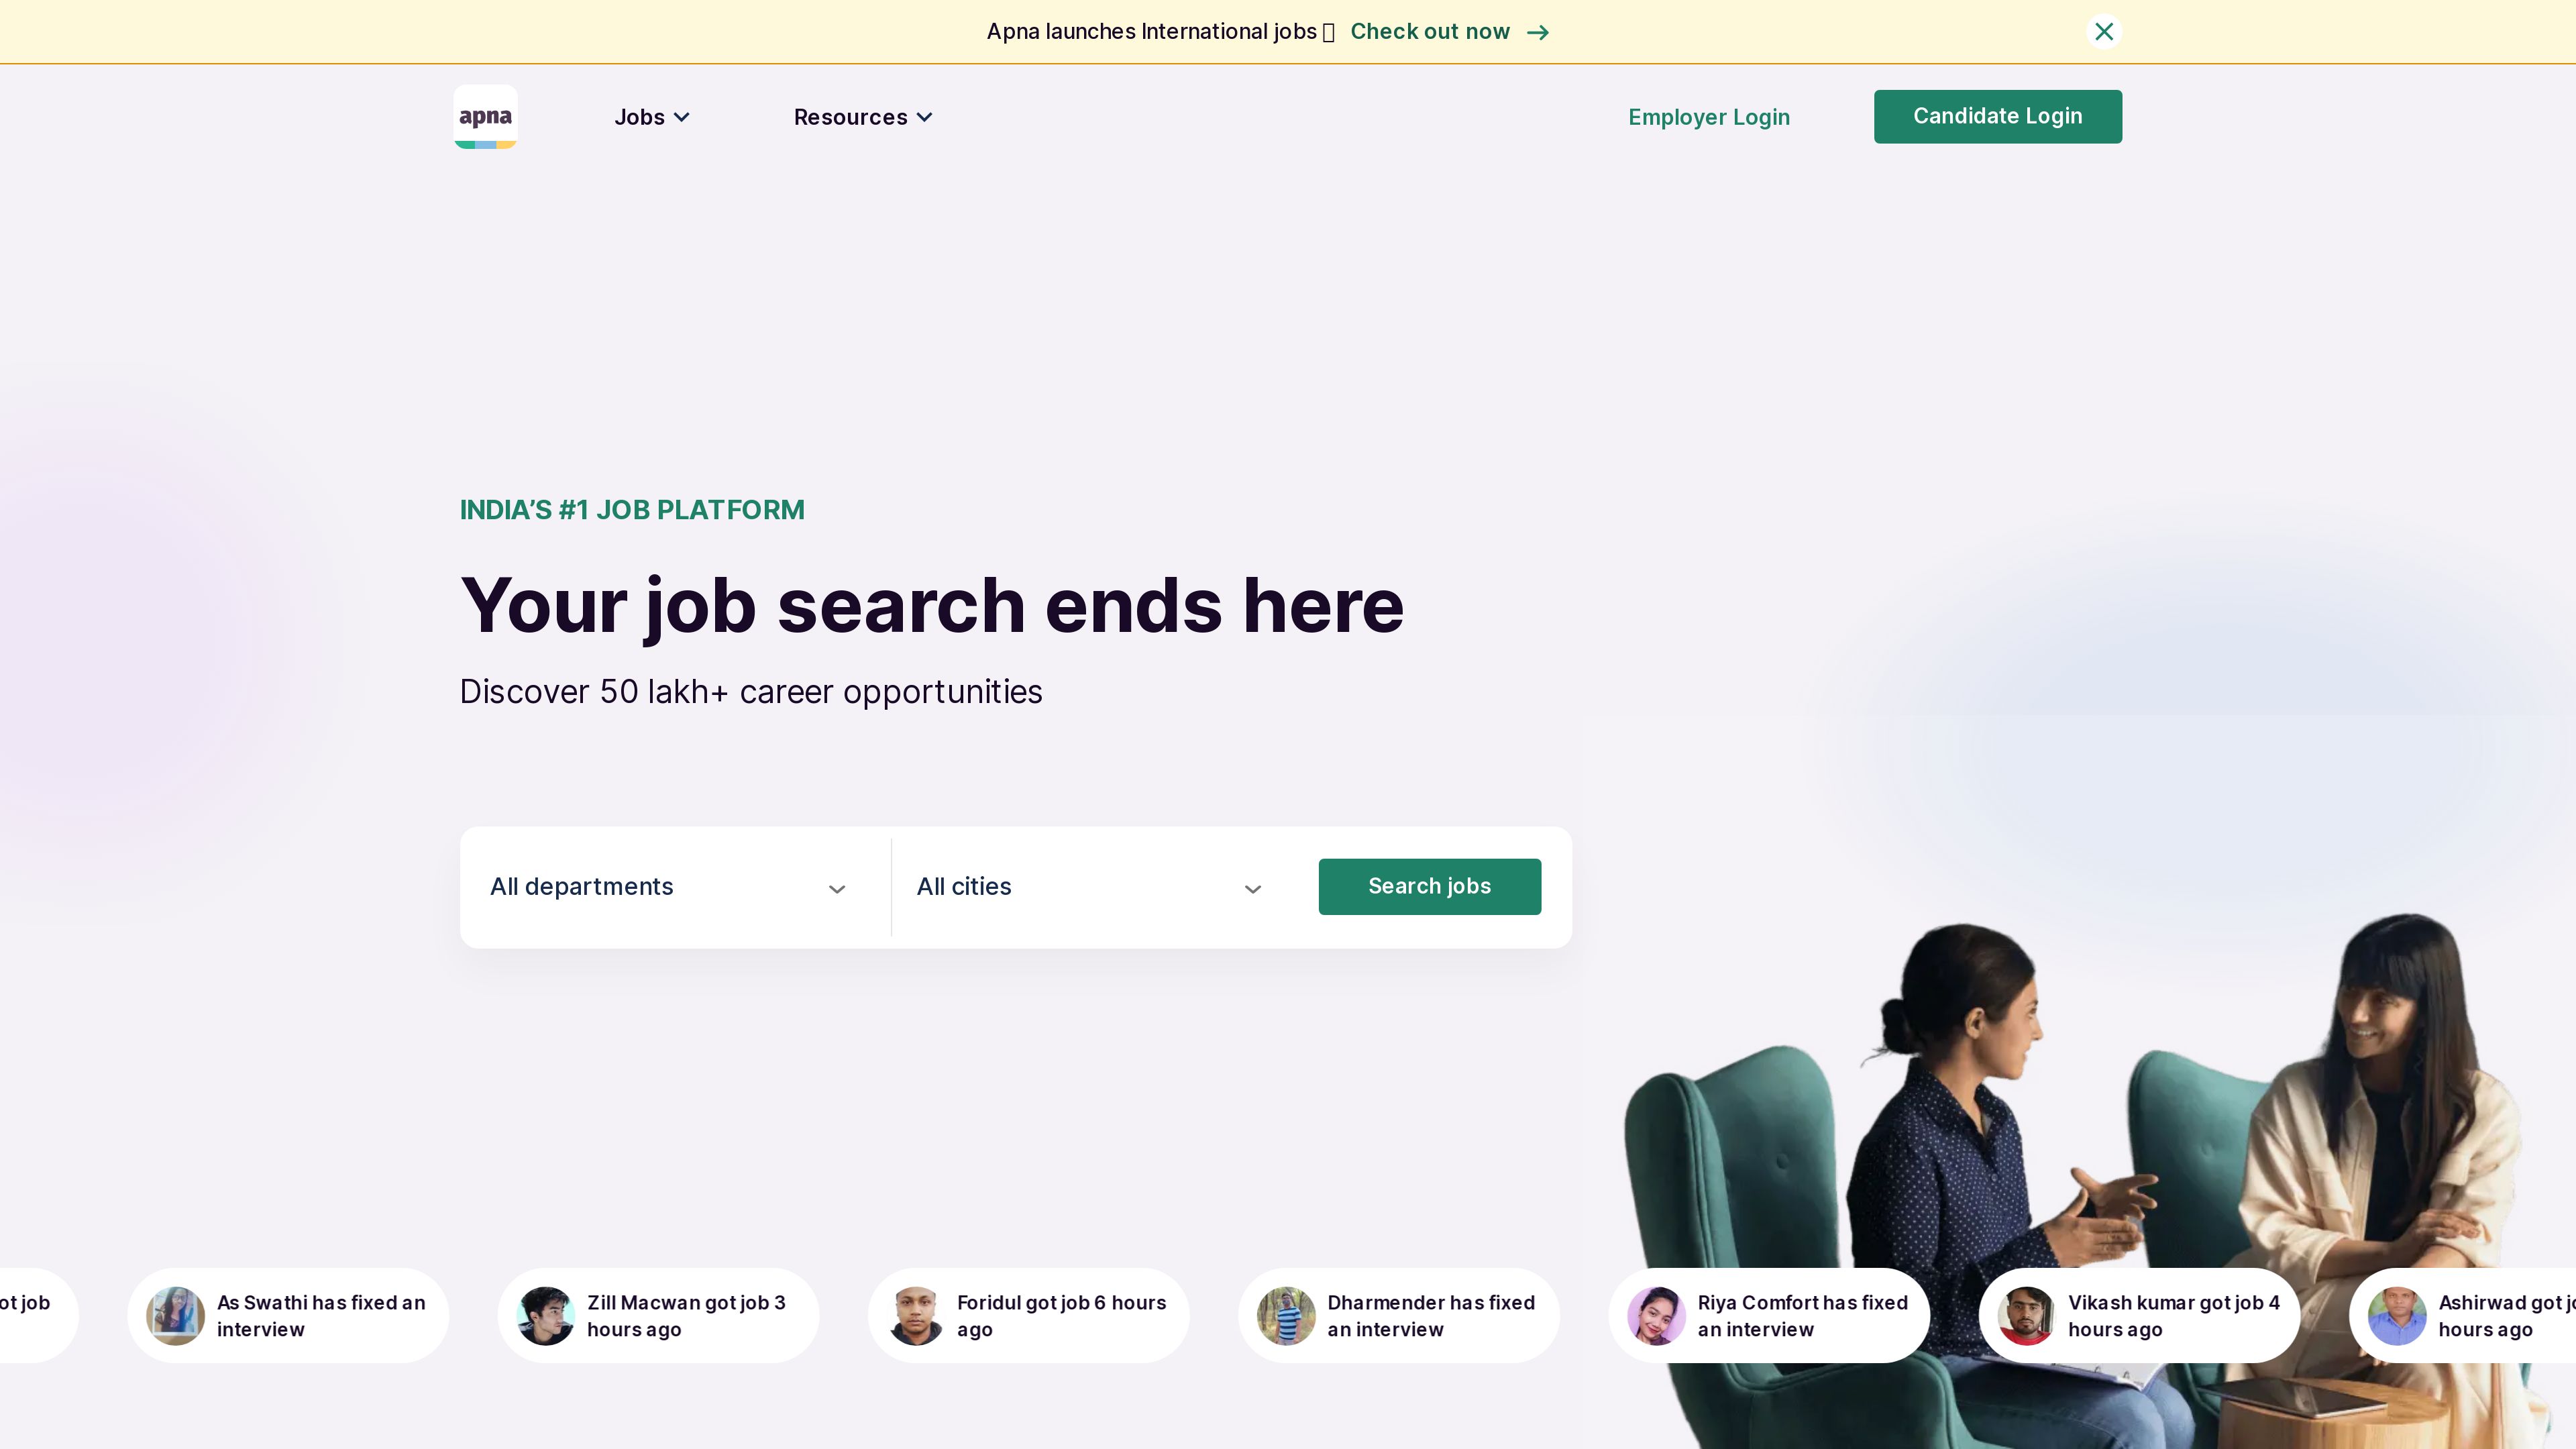 Apna launches International jobs Check out now
apna
Jobs
Resources
Employer Login
Candidate Login
INDIA’S #1 JOB PLATFORM
Your job search ends here
Discover 50 lakh+ career opportunities
All departments
All cities
Search jobs
ot job
As Swathi has fixed an
interview
Zill Macwan got job 3
hours ago
Foridul got job 6 hours
ago
Dharmender has fixed
an interview
Riya Comfort has fixed
an interview
Vikash kumar got job 4
hours ago
Ashirwad got jo
hours ago